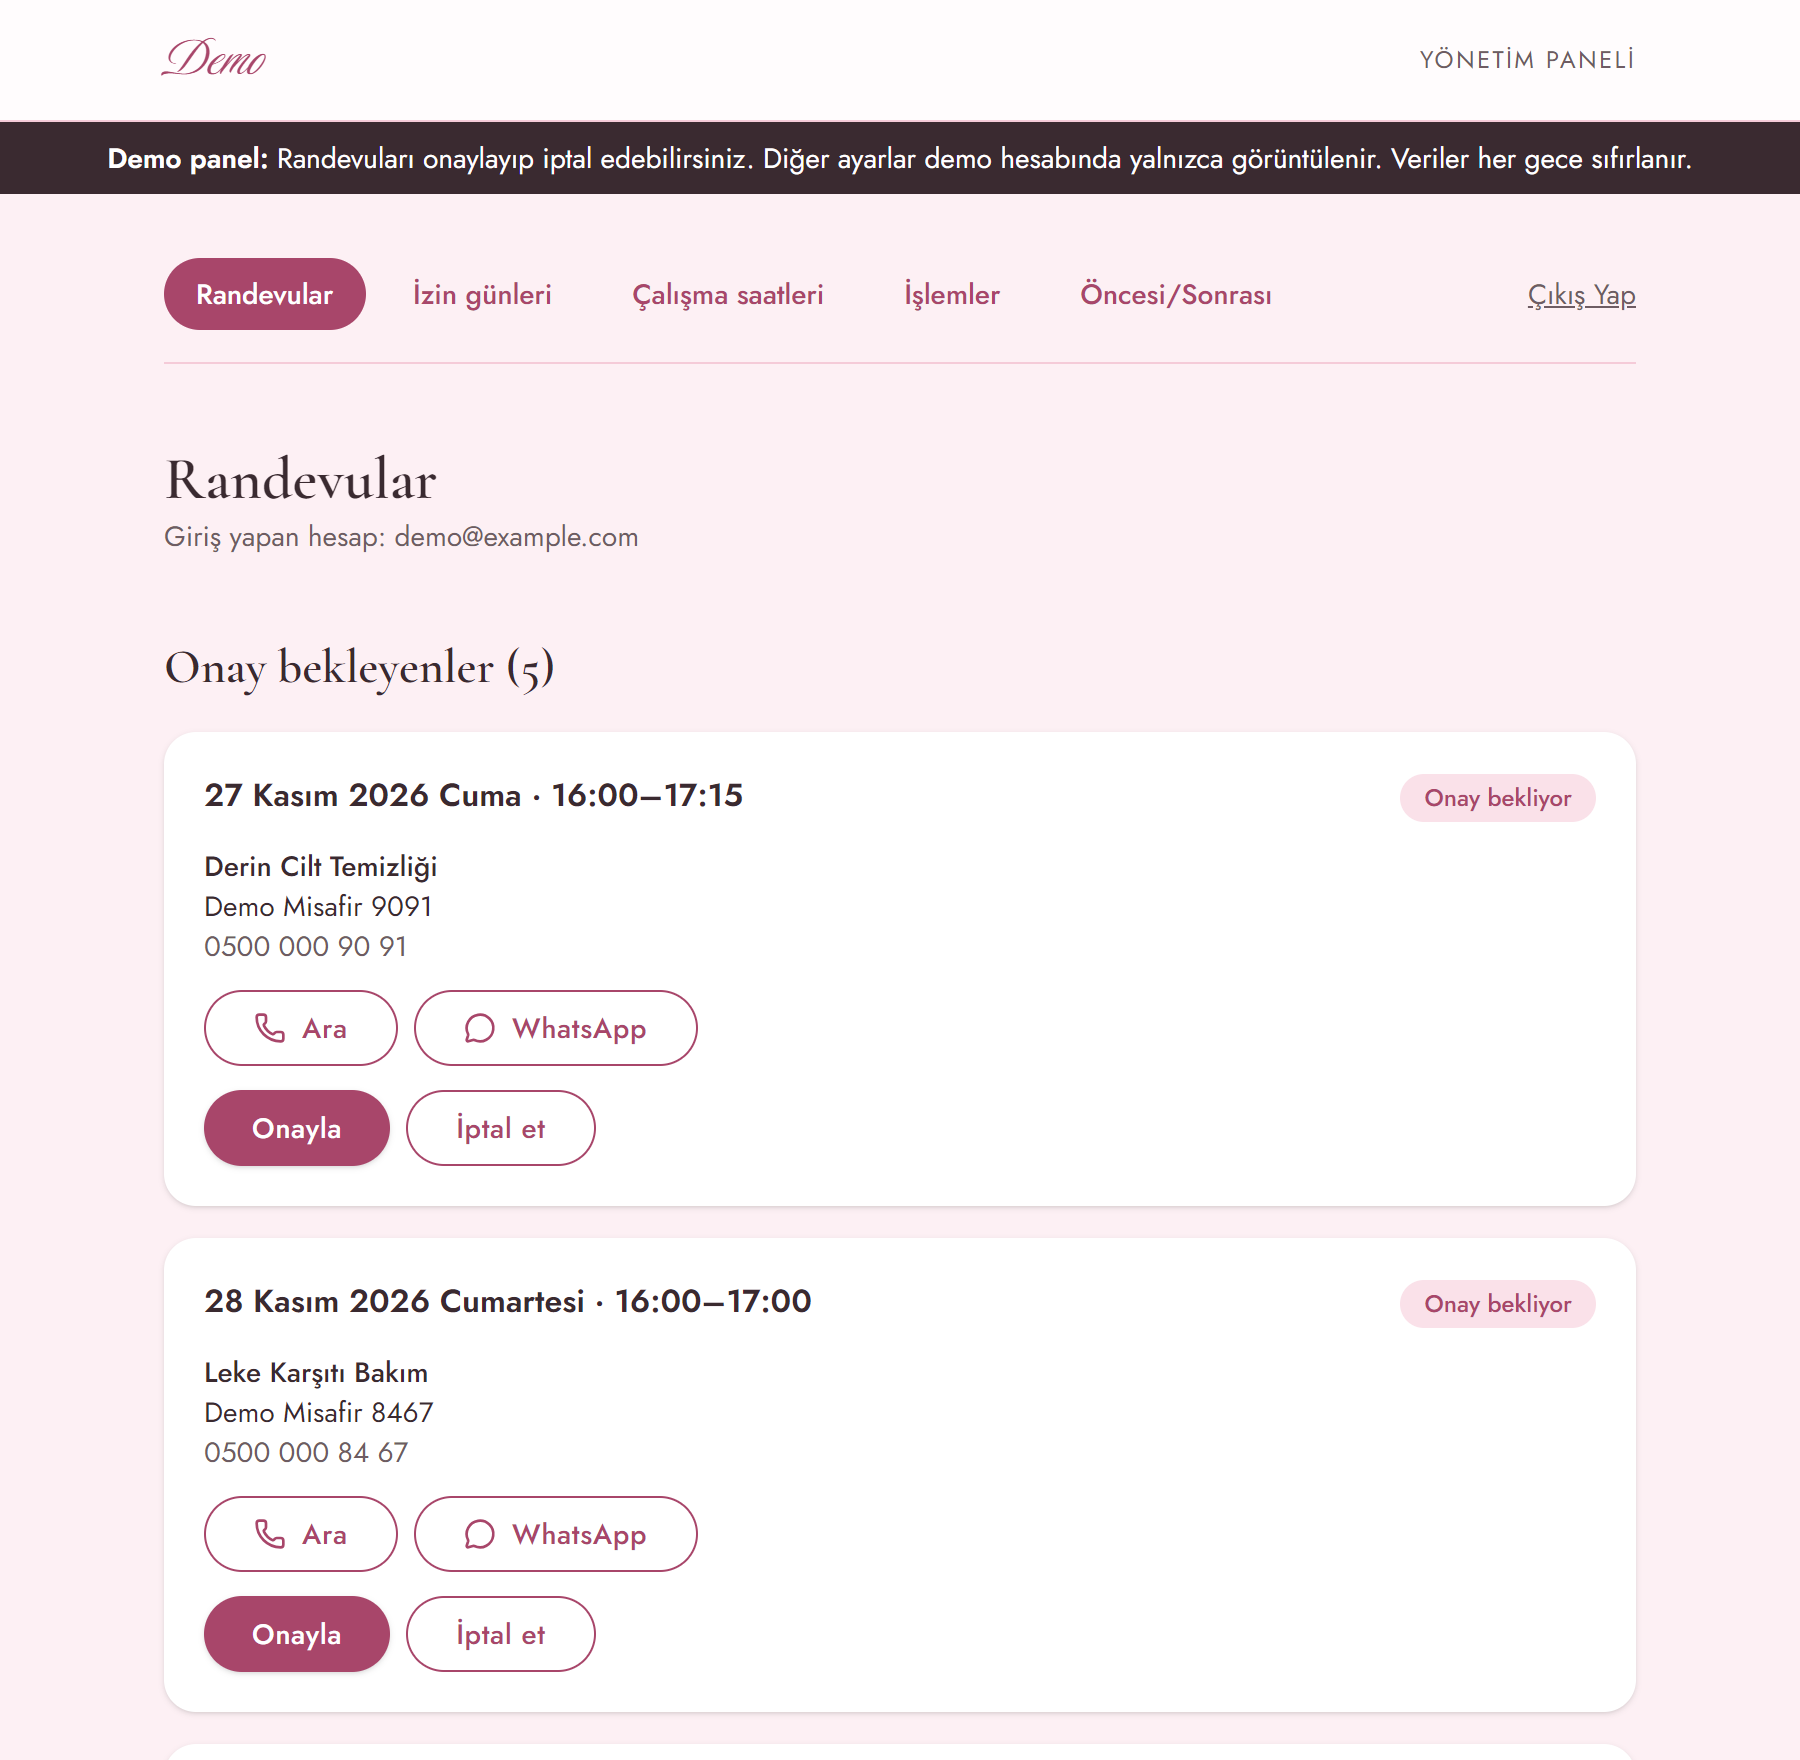 Demo
YÖNETİM PANELİ
Demo panel: Randevuları onaylayıp iptal edebilirsiniz. Diğer ayarlar demo hesabında yalnızca görüntülenir. Veriler her gece sıfırlanır.
Randevular
İzin günleri
Çalışma saatleri
İşlemler
Öncesi/Sonrası
Çıkış Yap
Randevular
Giriş yapan hesap: demo@example.com
Onay bekleyenler (5)
27 Kasım 2026 Cuma · 16:00–17:15
Onay bekliyor
Derin Cilt Temizliği
Demo Misafir 9091
0500 000 90 91
Ara
WhatsApp
Onayla
İptal et
28 Kasım 2026 Cumartesi · 16:00–17:00
Onay bekliyor
Leke Karşıtı Bakım
Demo Misafir 8467
0500 000 84 67
Ara
WhatsApp
Onayla
İptal et